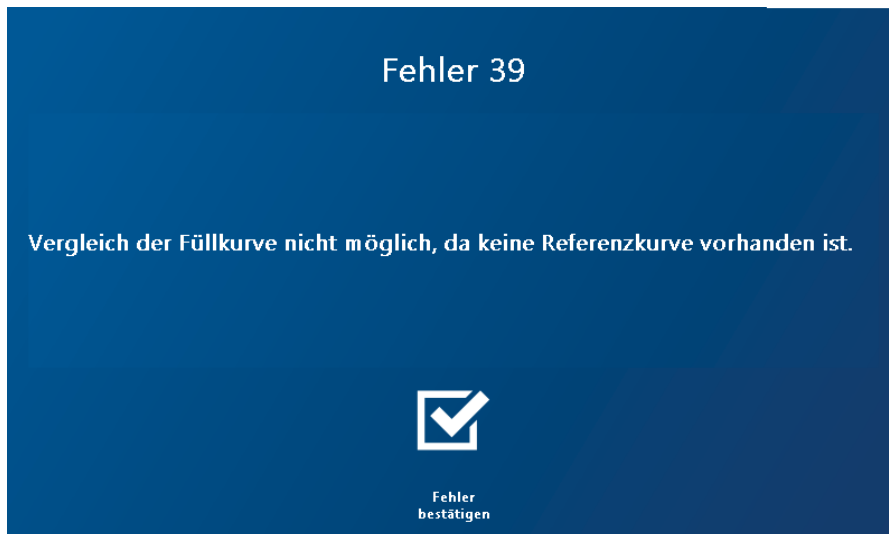 Fehler 39
Vergleich der Füllkurve nicht möglich, da keine Referenzkurve vorhanden ist.
Fehler
bestätigen